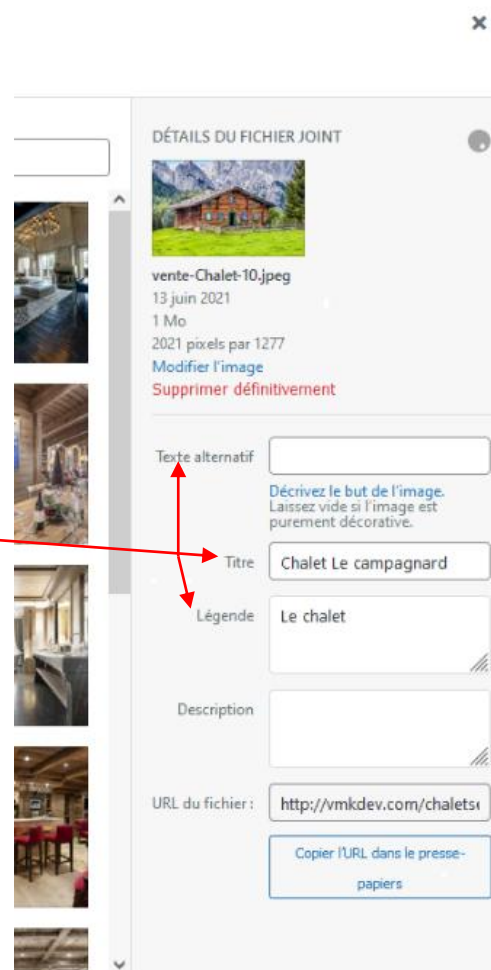 ×
DÉTAILS DU FICHIER JOINT
vente-Chalet-10.jpeg
13 juin 2021
1 Mo
2021 pixels par 1277
Modifier l'image
Supprimer définitivement
Texte alternatif
Décrivez le but de l'image.
Laissez vide si l'image est
purement décorative.
Titre
Chalet Le campagnard
Légende
Le chalet
Description
URL du fichier :
http://vmkdev.com/chalets
Copier l'URL dans le presse-
papiers